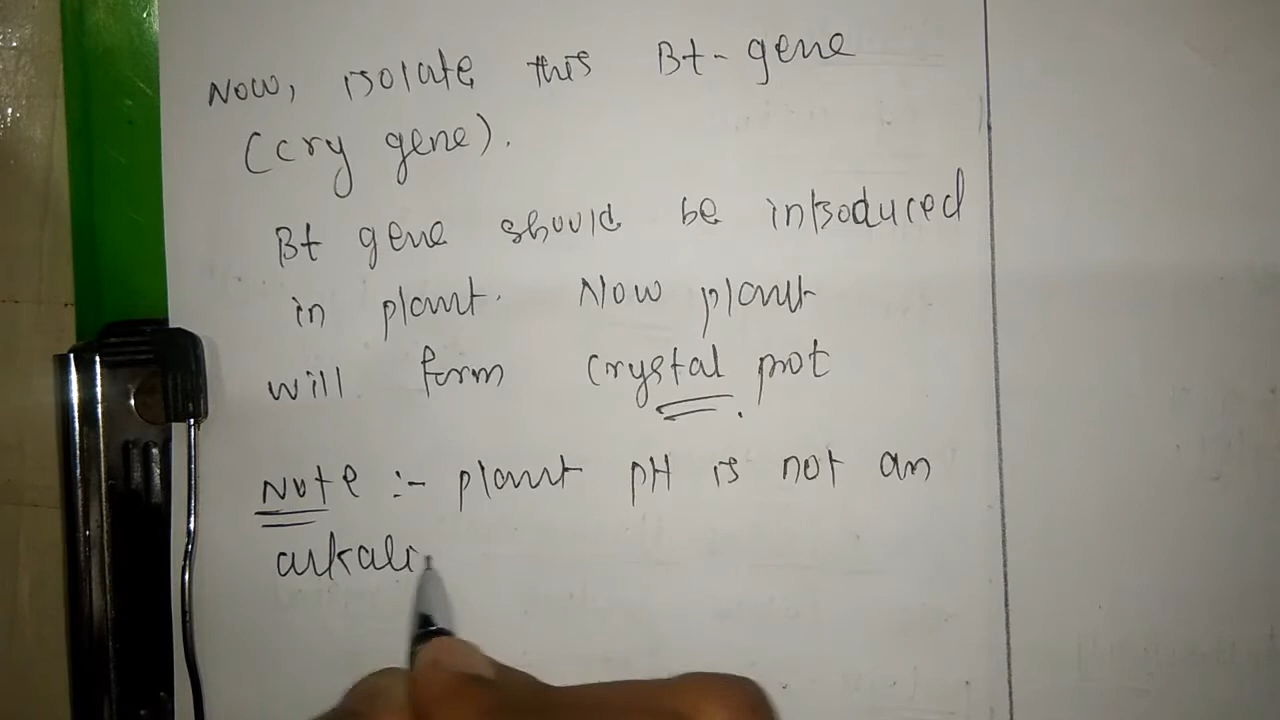 Now, isolate this Bt-gene
(cry gene).
Bt gene should be introduced
in plant. Now plant
will form crystal prot
Note :- plant pH is not an
alkali